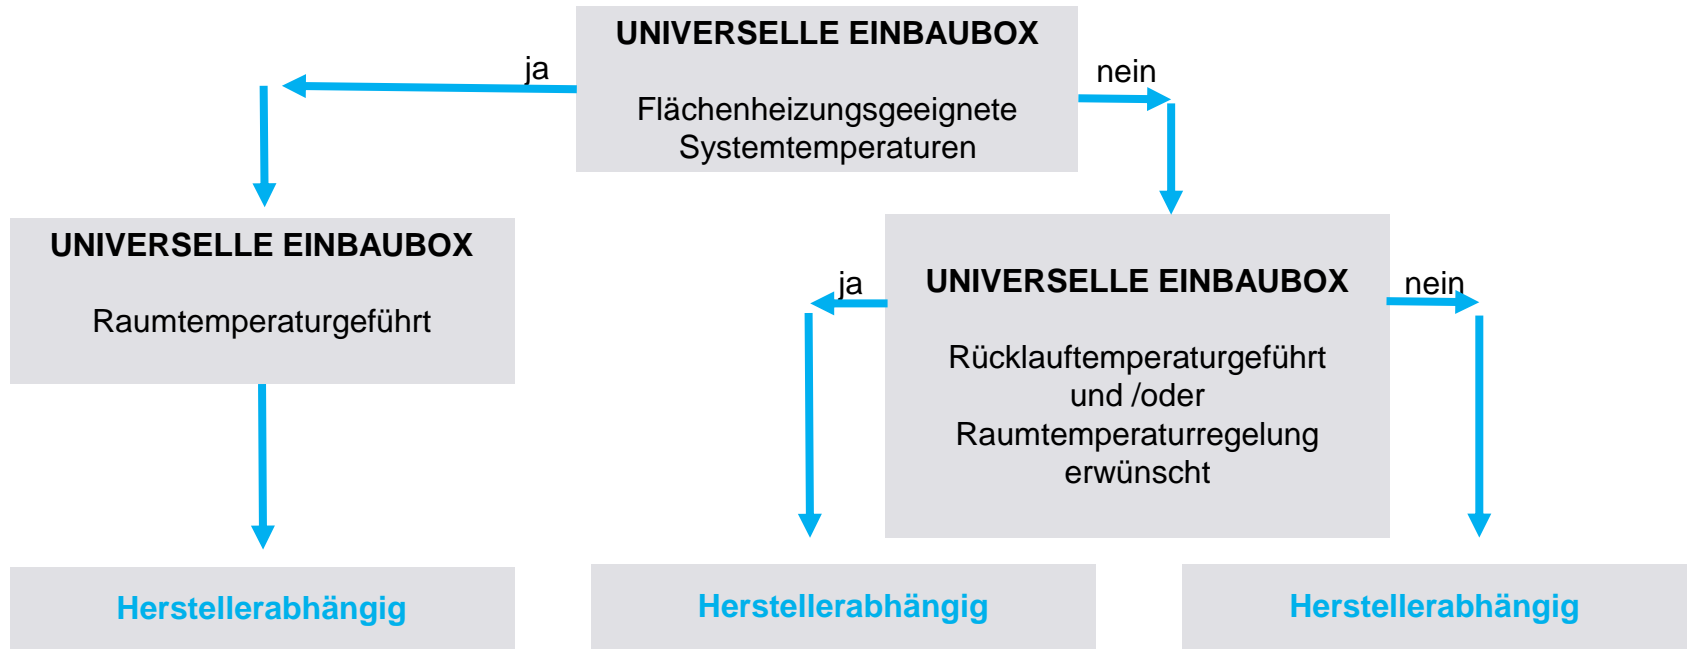 UNIVERSELLE EINBAUBOX
ja
nein
Flächenheizungsgeeignete
Systemtemperaturen
UNIVERSELLE EINBAUBOX
Raumtemperaturgeführt
ja
UNIVERSELLE EINBAUBOX
nein
Rücklauftemperaturgeführt
und /oder
Raumtemperaturregelung
erwünscht
Herstellerabhängig
Herstellerabhängig
Herstellerabhängig